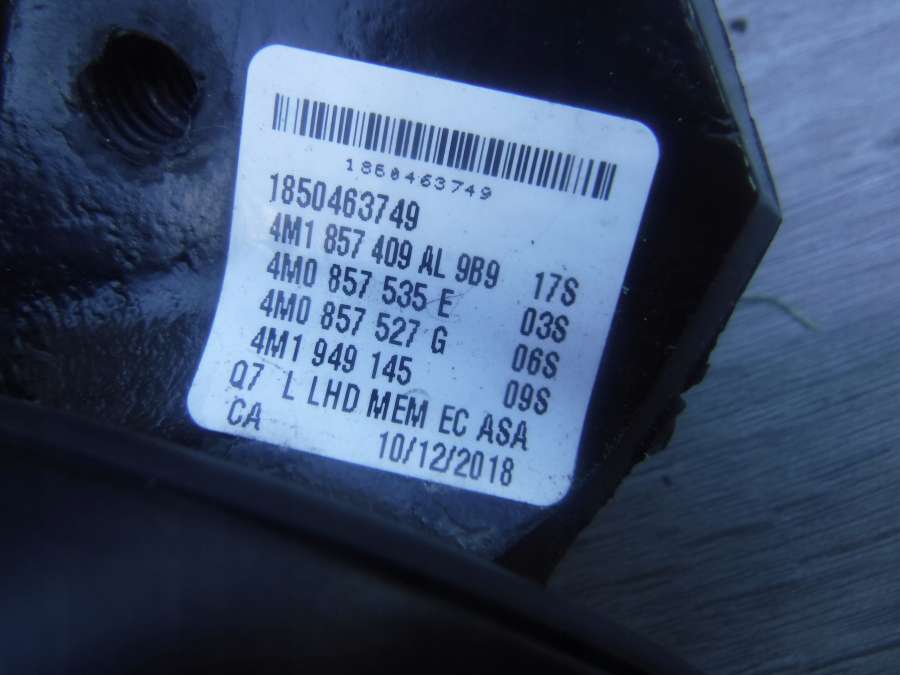 1850463749
1850463749
4M1 857 409 AL 9B9 17S
4M0 857 535 E 03S
4M0 857 527 G 06S
4M1 949 145 09S
Q7 L LHD MEM EC ASA
CA 10/12/2018